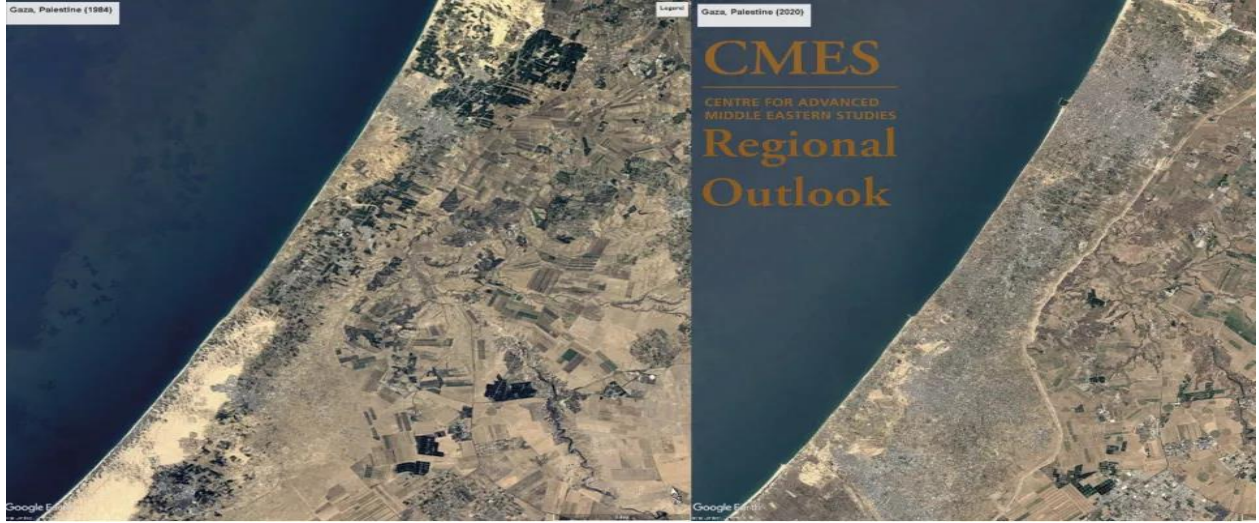 Gaza, Palestine (1984)
Legend
Google Earth
Gaza, Palestine (2020)
CMES
CENTRE FOR ADVANCED
MIDDLE EASTERN STUDIES
Regional
Outlook
Google Earth